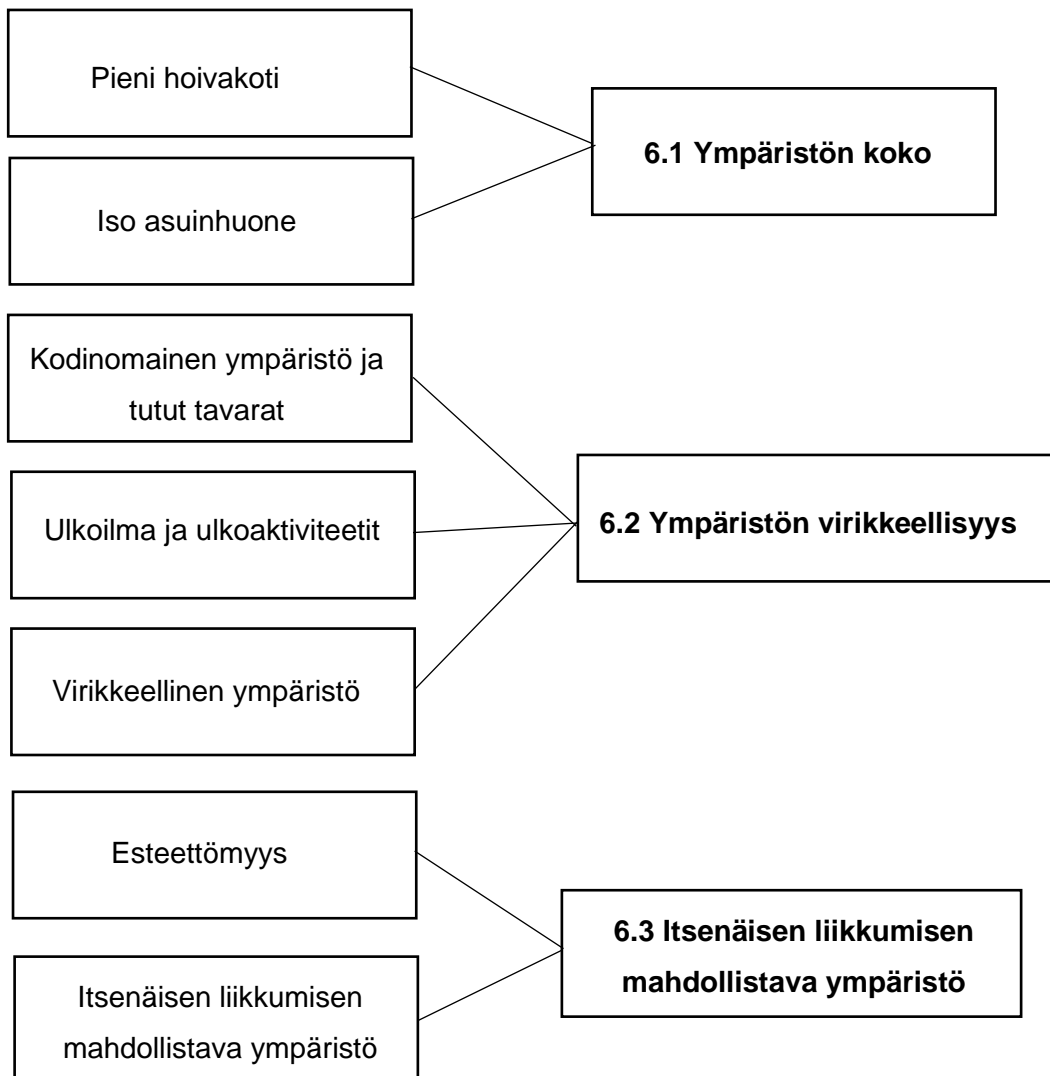 Pieni hoivakoti
Iso asuinhuone
6.1 Ympäristön koko
Kodinomainen ympäristö ja
tutut tavarat
Ulkoilma ja ulkoaktiviteetit
Virikkeellinen ympäristö
6.2 Ympäristön virikkeellisyys
Esteettömyys
Itsenäisen liikkumisen
mahdollistava ympäristö
6.3 Itsenäisen liikkumisen
mahdollistava ympäristö